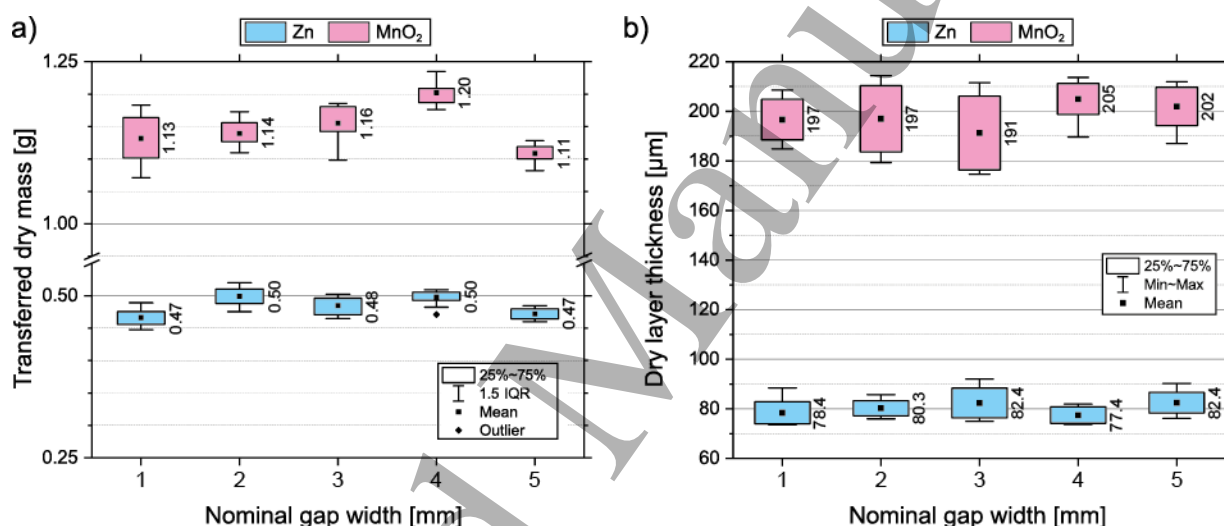 a)
Zn
MnO₂
1.25
1.00
0.50
0.25
Transferred dry mass [g]
1.13
1.14
1.16
1.20
1.11
0.47
0.50
0.48
0.50
0.47
25%~75%
1.5 IQR
Mean
Outlier
1 2 3 4 5
Nominal gap width [mm]
b)
Zn
MnO₂
220
200
180
160
140
120
100
80
60
Dry layer thickness [µm]
197
197
191
205
202
78.4
80.3
82.4
77.4
82.4
25%~75%
Min~Max
Mean
1 2 3 4 5
Nominal gap width [mm]